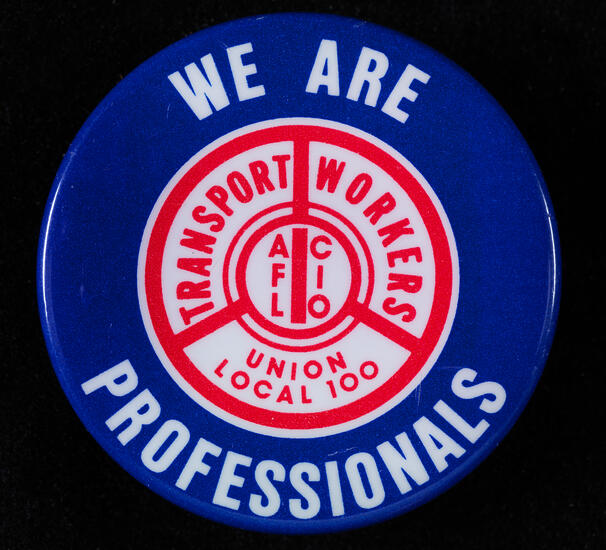 WE ARE
TRANSPORT WORKERS
AFL CIO
UNION
LOCAL 100
PROFESSIONALS